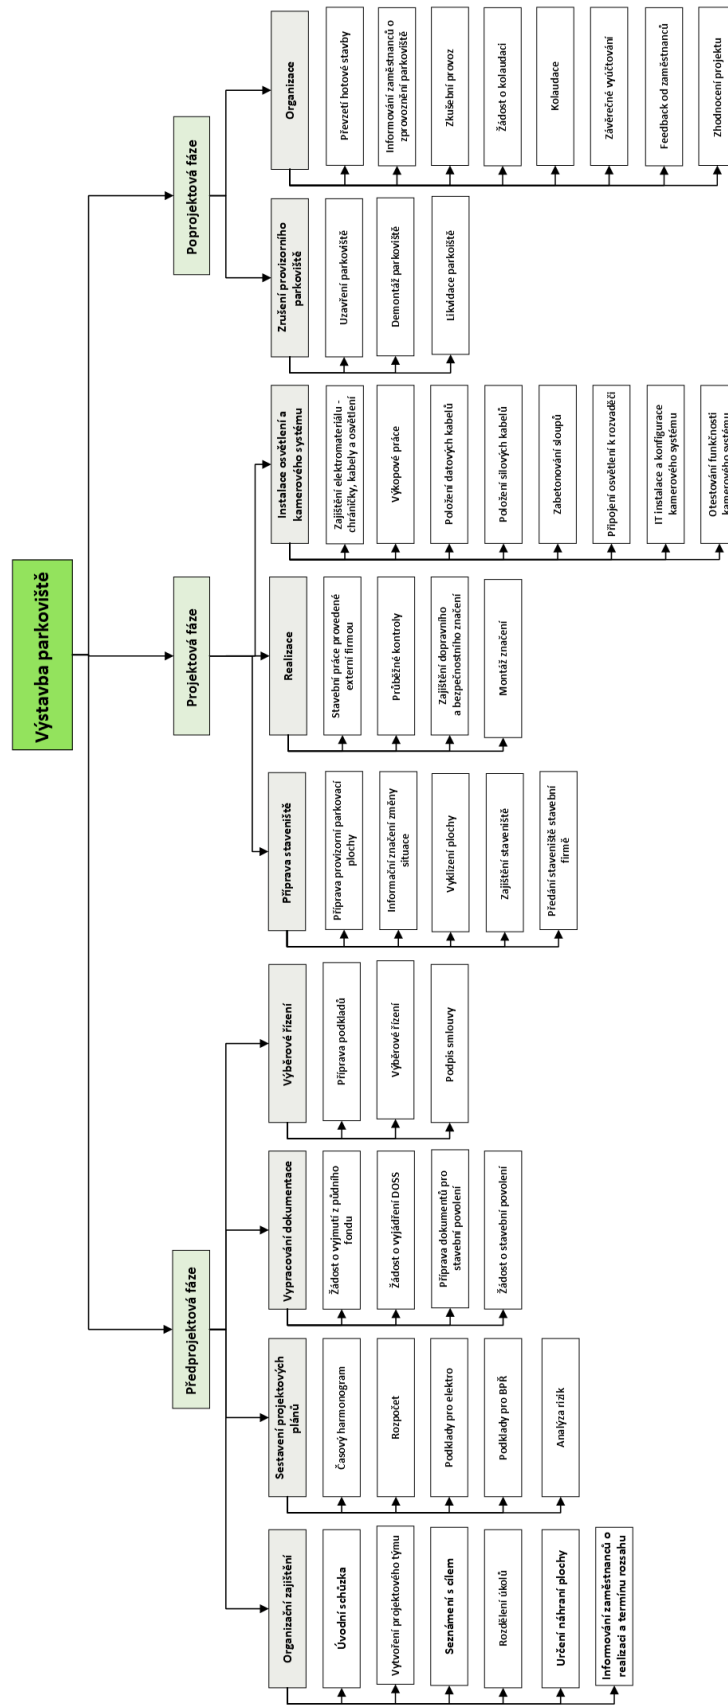 Výstavba parkoviště
Předprojektová fáze
Organizační zajištění
Úvodní schůzka
Vytvoření projektového týmu
Seznámení s cílem
Rozdělení úkolů
Určení náhraní plochy
Informování zaměstnanců o
realizaci a termínu rozsahu
Sestavení projektových
plánů
Časový harmonogram
Rozpočet
Podklady pro elektro
Podklady pro BPŘ
Analýza rizik
Vypracování dokumentace
Žádost o vyjmutí z půdního
fondu
Žádost o vyjádření DOSS
Příprava dokumentů pro
stavební povolení
Žádost o stavební povolení
Výběrové řízení
Příprava podkladů
Výběrové řízení
Podpis smlouvy
Projektová fáze
Příprava staveniště
Příprava provizorní parkovací
plochy
Informační značení změny
situace
Vyklizení plochy
Zajištění staveniště
Předání staveniště stavební
firmě
Realizace
Stavební práce provedené
externí firmou
Průběžné kontroly
Zajištění dopravního
a bezpečnostního značení
Montáž značení
Instalace osvětlení a
kamerového systému
Zajištění elektromateriálu -
chráničky, kabely a osvětlení
Výkopové práce
Položení datových kabelů
Položení silových kabelů
Zabetonování sloupů
Připojení osvětlení k rozvaděči
IT instalace a konfigurace
kamerového systému
Otestování funkčnosti
kamerového systému
Poprojektová fáze
Zrušení provizorního
parkoviště
Uzavření parkoviště
Demontáž parkoviště
Likvidace parkoiště
Organizace
Převzetí hotové stavby
Informování zaměstnanců o
zprovoznění parkoviště
Zkušební provoz
Žádost o kolaudaci
Kolaudace
Závěrečné vyúčtování
Feedback od zaměstnanců
Zhodnocení projektu